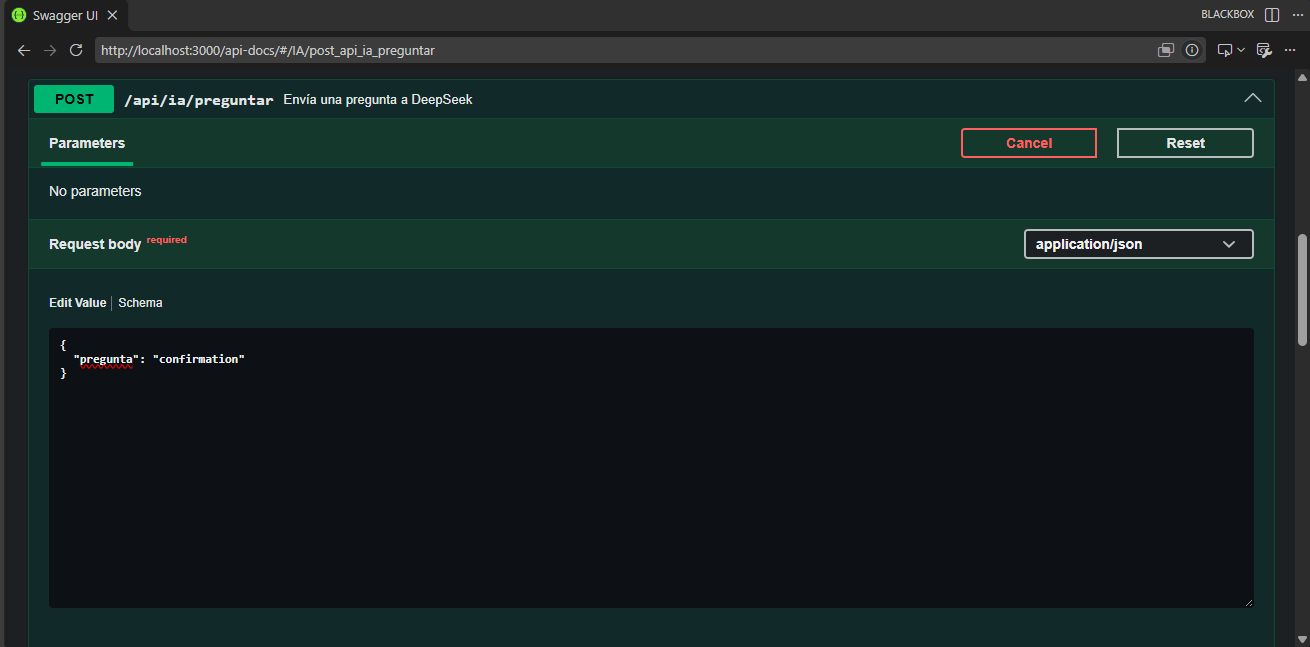 Swagger UI
BLACKBOX
http://localhost:3000/api-docs/#/IA/post_api_ia_preguntar
POST /api/ia/preguntar Envía una pregunta a DeepSeek
Parameters Cancel Reset
No parameters
Request body required application/json
Edit Value | Schema
{
"pregunta": "confirmation"
}